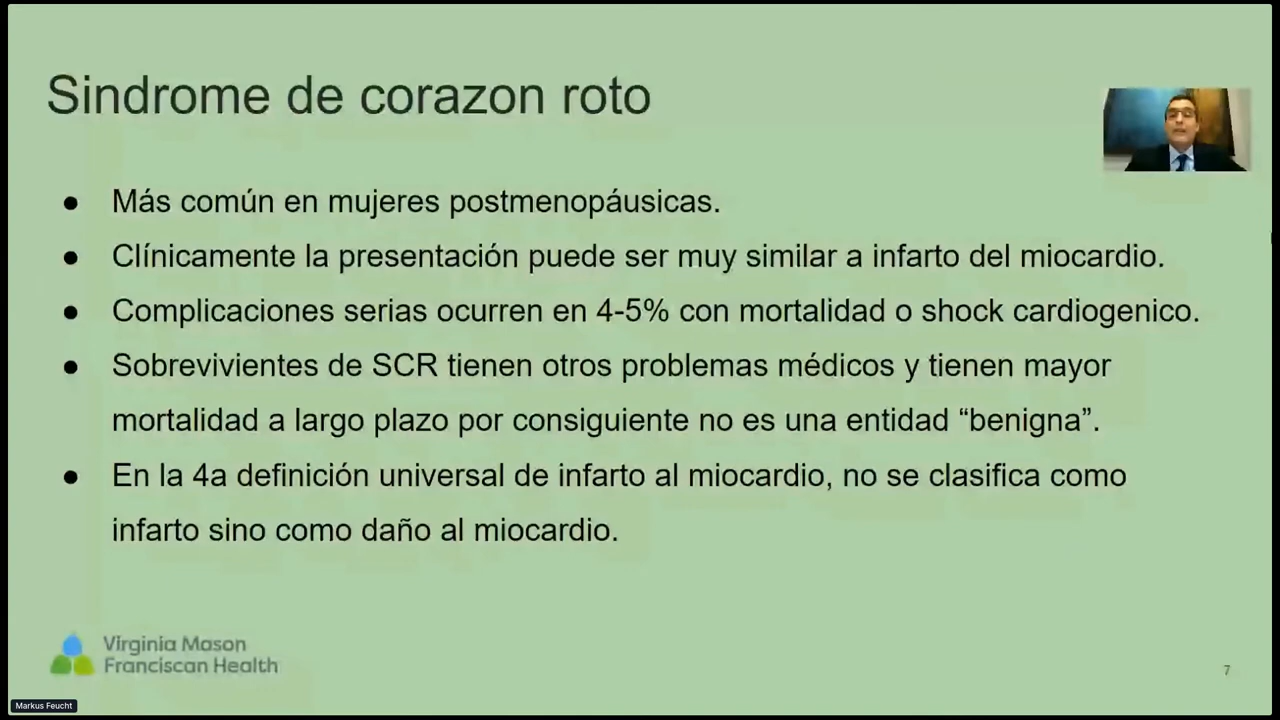 Sindrome de corazon roto
● Más común en mujeres postmenopáusicas.
● Clínicamente la presentación puede ser muy similar a infarto del miocardio.
● Complicaciones serias ocurren en 4-5% con mortalidad o shock cardiogenico.
● Sobrevivientes de SCR tienen otros problemas médicos y tienen mayor
mortalidad a largo plazo por consiguiente no es una entidad “benigna”.
● En la 4a definición universal de infarto al miocardio, no se clasifica como
infarto sino como daño al miocardio.
Virginia Mason
Franciscan Health
7
Markus Feucht